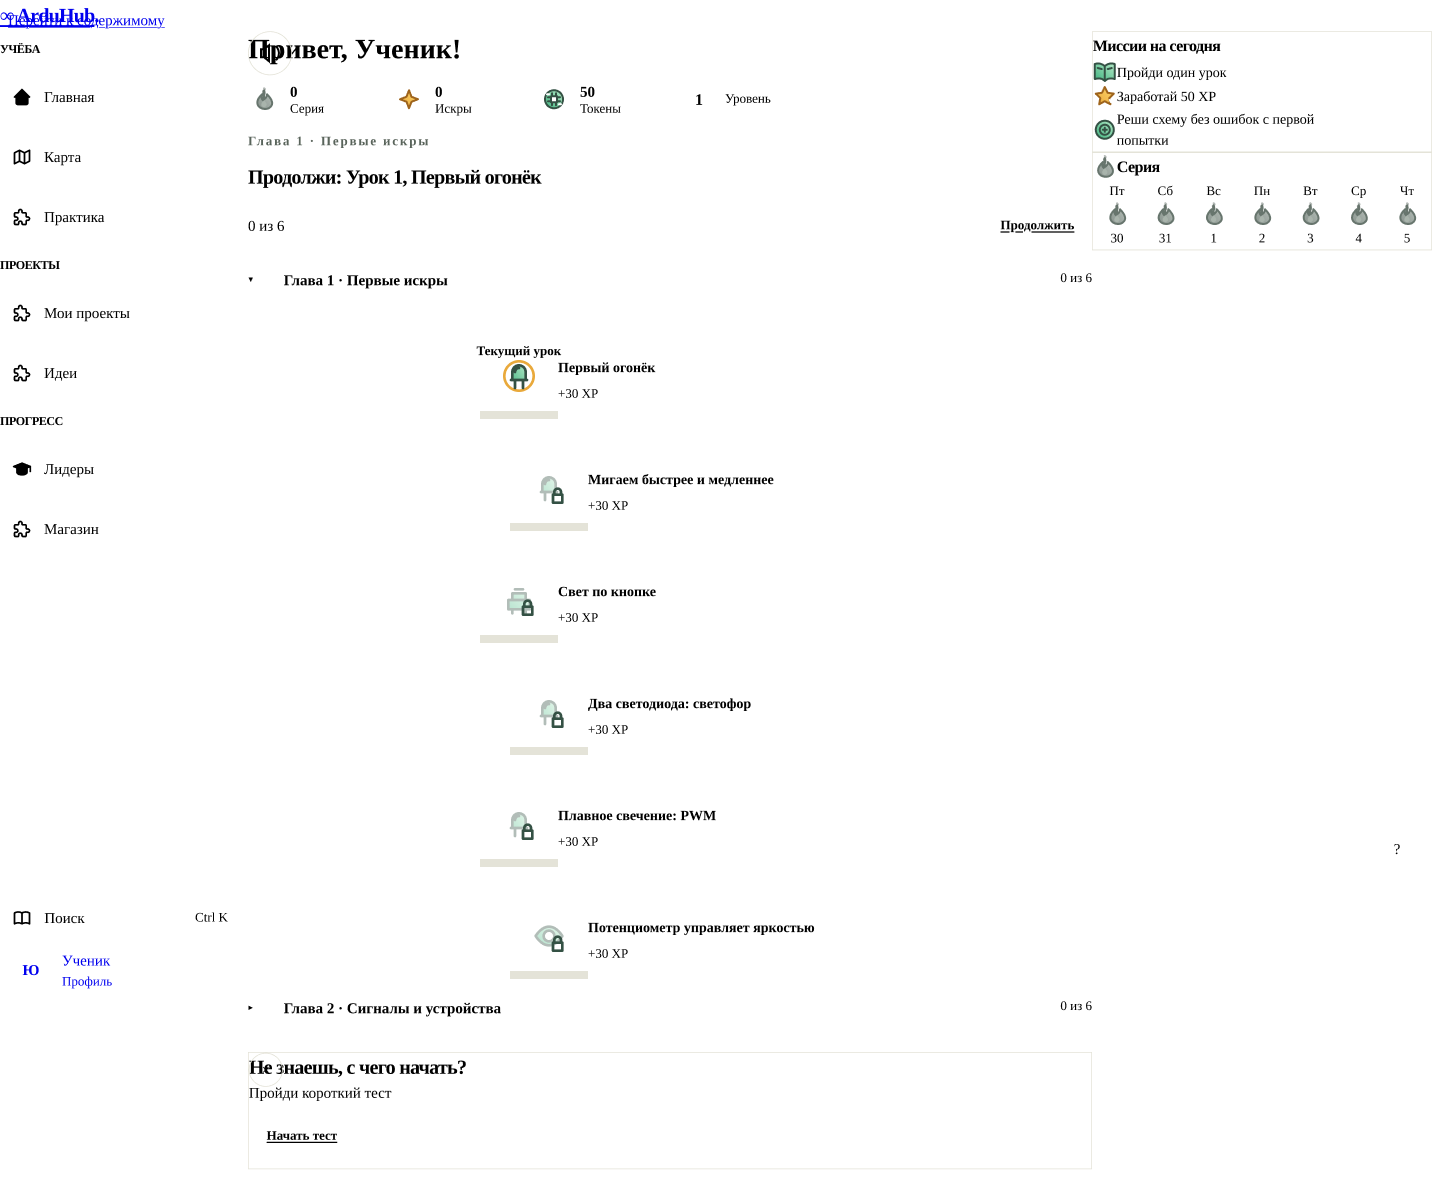 ∞ ArduHub.
Перейти к содержимому
УЧЁБА
Главная
Карта
Практика
ПРОЕКТЫ
Мои проекты
Идеи
ПРОГРЕСС
Лидеры
Магазин
Поиск
Ctrl K
Ю
Ученик
Профиль
Привет, Ученик!
0
Серия
0
Искры
50
Токены
1
Уровень
Глава 1 · Первые искры
Продолжи: Урок 1, Первый огонёк
0 из 6
Продолжить
▾ Глава 1 · Первые искры
0 из 6
Текущий урок
Первый огонёк
+30 XP
Мигаем быстрее и медленнее
+30 XP
Свет по кнопке
+30 XP
Два светодиода: светофор
+30 XP
Плавное свечение: PWM
+30 XP
Потенциометр управляет яркостью
+30 XP
▸ Глава 2 · Сигналы и устройства
0 из 6
Не знаешь, с чего начать?
Пройди короткий тест
Начать тест
Миссии на сегодня
Пройди один урок
Заработай 50 XP
Реши схему без ошибок с первой
попытки
Серия
Пт Сб Вс Пн Вт Ср Чт
30 31 1 2 3 4 5
?